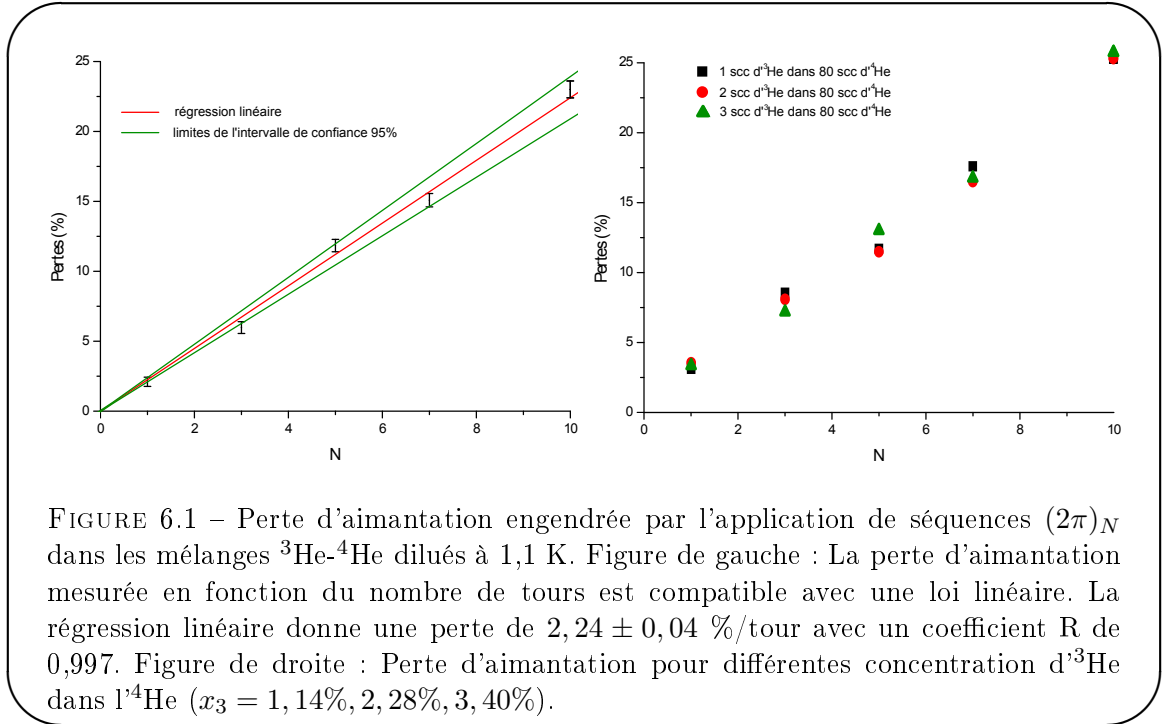 25
20
15
10
5
0
0
2
4
6
8
10
Pertes (%)
N
régression linéaire
limites de l'intervalle de confiance 95%
25
20
15
10
5
0
0
2
4
6
8
10
Pertes (%)
N
1 scc d'³He dans 80 scc d'⁴He
2 scc d'³He dans 80 scc d'⁴He
3 scc d'³He dans 80 scc d'⁴He
FIGURE 6.1 – Perte d'aimantation engendrée par l'application de séquences (2π)_N
dans les mélanges ³He-⁴He dilués à 1,1 K. Figure de gauche : La perte d'aimantation
mesurée en fonction du nombre de tours est compatible avec une loi linéaire. La
régression linéaire donne une perte de 2,24 ± 0,04 %/tour avec un coefficient R de
0,997. Figure de droite : Perte d'aimantation pour différentes concentration d'³He
dans l'⁴He (x₃ = 1,14%, 2,28%, 3,40%).